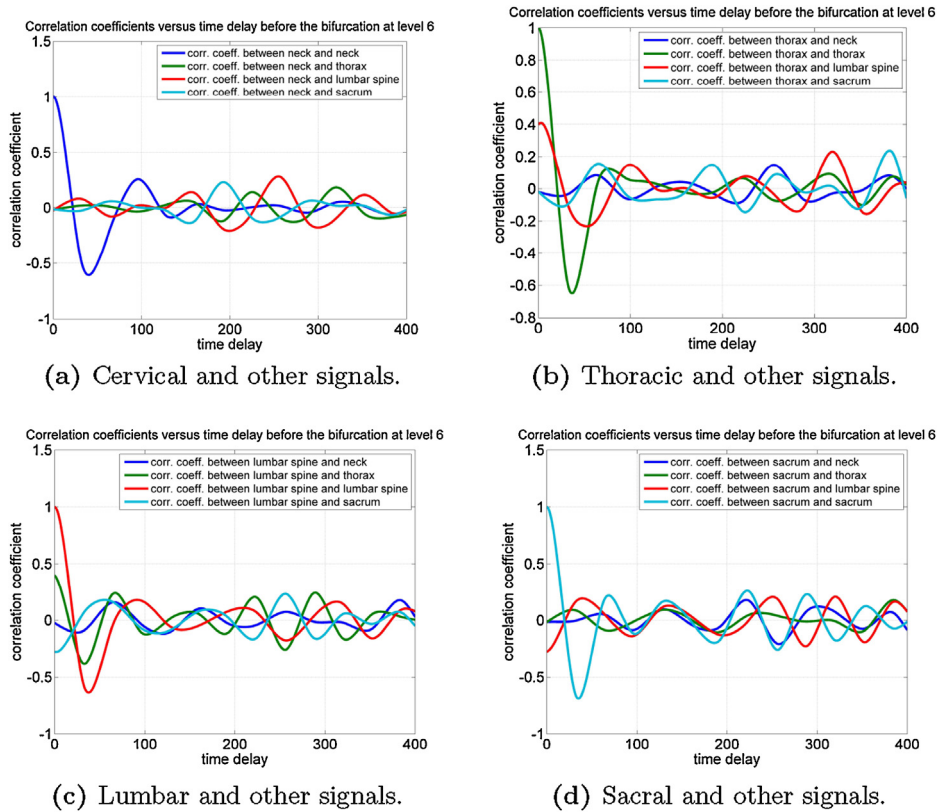 Correlation coefficients versus time delay before the bifurcation at level 6
1.5
1
0.5
0
-0.5
-1
0
100
200
300
400
correlation coefficient
time delay
corr. coeff. between neck and neck
corr. coeff. between neck and thorax
corr. coeff. between neck and lumbar spine
corr. coeff. between neck and sacrum
(a) Cervical and other signals.
Correlation coefficients versus time delay before the bifurcation at level 6
1
0.8
0.6
0.4
0.2
0
-0.2
-0.4
-0.6
-0.8
0
100
200
300
400
correlation coefficient
time delay
corr. coeff. between thorax and neck
corr. coeff. between thorax and thorax
corr. coeff. between thorax and lumbar spine
corr. coeff. between thorax and sacrum
(b) Thoracic and other signals.
Correlation coefficients versus time delay before the bifurcation at level 6
1.5
1
0.5
0
-0.5
-1
0
100
200
300
400
correlation coefficient
time delay
corr. coeff. between lumbar spine and neck
corr. coeff. between lumbar spine and thorax
corr. coeff. between lumbar spine and lumbar spine
corr. coeff. between lumbar spine and sacrum
(c) Lumbar and other signals.
Correlation coefficients versus time delay before the bifurcation at level 6
1.5
1
0.5
0
-0.5
-1
0
100
200
300
400
correlation coefficient
time delay
corr. coeff. between sacrum and neck
corr. coeff. between sacrum and thorax
corr. coeff. between sacrum and lumbar spine
corr. coeff. between sacrum and sacrum
(d) Sacral and other signals.